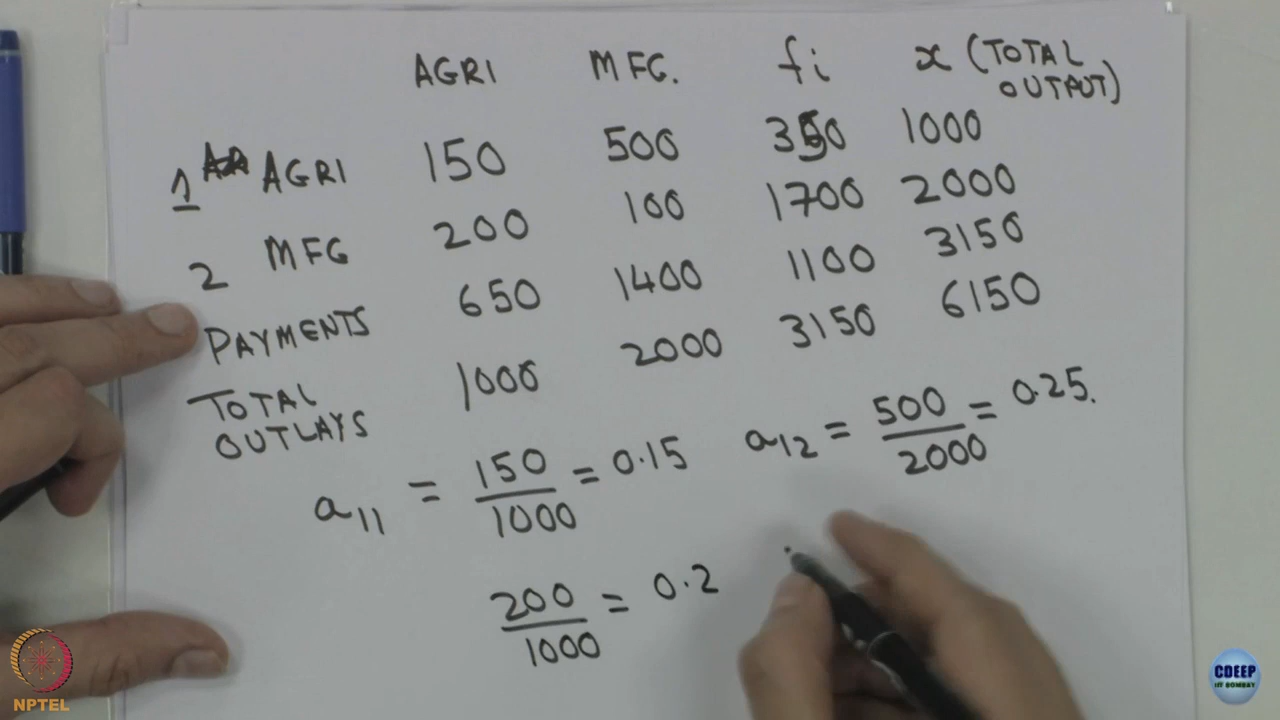 AGRI MFG. fi x (TOTAL OUTPUT)
1 AGRI 150 500 350 1000
2 MFG 200 100 1700 2000
PAYMENTS 650 1400 1100 3150
TOTAL OUTLAYS 1000 2000 3150 6150
a11 = 150/1000 = 0.15 a12 = 500/2000 = 0.25.
200/1000 = 0.2
NPTEL
CDEEP
IIT BOMBAY